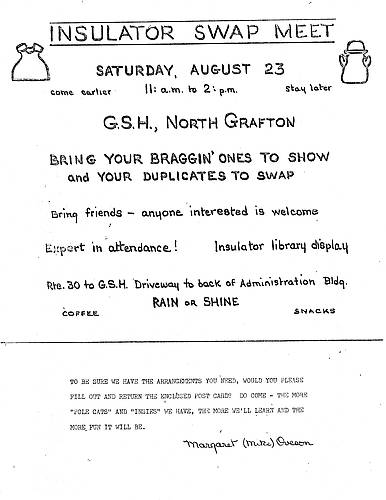 INSULATOR SWAP MEET
SATURDAY, AUGUST 23
come earlier 11: a.m. to 2: p.m. stay later
G.S.H., NORTH GRAFTON
BRING YOUR BRAGGIN' ONES TO SHOW
and YOUR DUPLICATES TO SWAP
Bring friends - anyone interested is welcome
Expert in attendance! Insulator library display
Rte. 30 to G.S.H. Driveway to back of Administration Bldg.
RAIN OR SHINE
COFFEE SNACKS
TO BE SURE WE HAVE THE ARRANGEMENTS YOU NEED, WOULD YOU PLEASE
FILL OUT AND RETURN THE ENCLOSED POST CARD? DO COME - THE MORE
"POLE CATS" AND "INDIES" WE HAVE, THE MORE WE'LL LEARN AND THE
MORE FUN IT WILL BE.
Margaret (Mike)